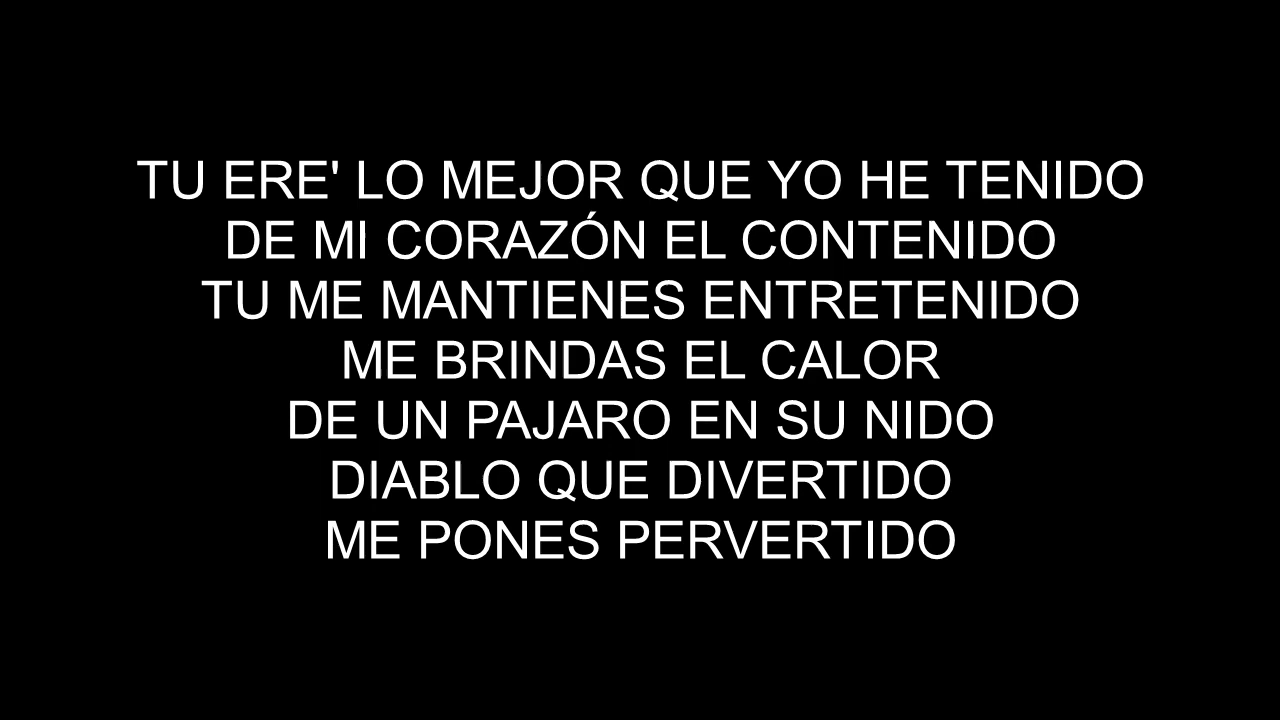 TU ERE' LO MEJOR QUE YO HE TENIDO
DE MI CORAZÓN EL CONTENIDO
TU ME MANTIENES ENTRETENIDO
ME BRINDAS EL CALOR
DE UN PAJARO EN SU NIDO
DIABLO QUE DIVERTIDO
ME PONES PERVERTIDO